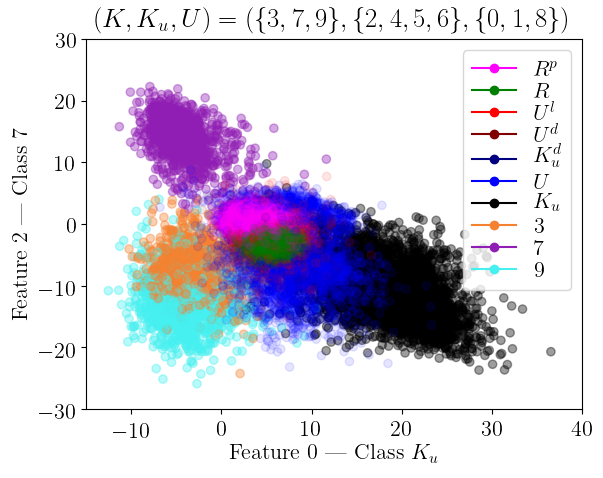 (K, K_u, U) = ({3, 7, 9}, {2, 4, 5, 6}, {0, 1, 8})
30
20
10
0
−10
−20
−30
Feature 2 — Class 7
R^p
R
U^l
U^d
K_u^d
U
K_u
3
7
9
−10
0
10
20
30
40
Feature 0 — Class K_u